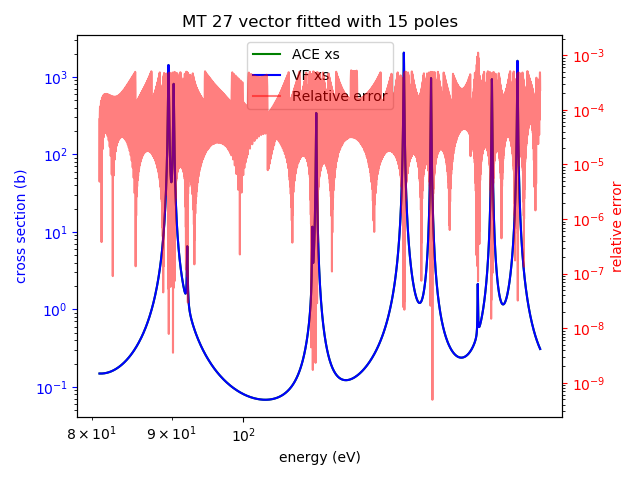 MT 27 vector fitted with 15 poles
ACE xs
VF xs
Relative error
cross section (b)
10³
10²
10¹
10⁰
10⁻¹
relative error
10⁻³
10⁻⁴
10⁻⁵
10⁻⁶
10⁻⁷
10⁻⁸
10⁻⁹
8 × 10¹ 9 × 10¹ 10²
energy (eV)